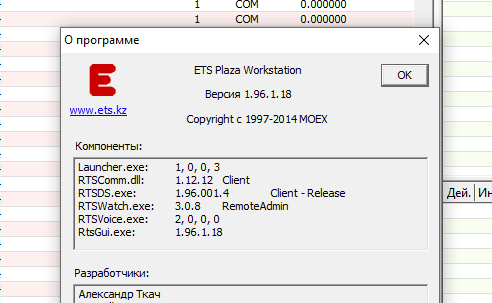 1 COM 0.000000
1 COM 0.000000
О программе
E
ETS Plaza Workstation
OK
Версия 1.96.1.18
www.ets.kz
Copyright с 1997-2014 MOEX
Компоненты:
Launcher.exe: 1, 0, 0, 3
RTSComm.dll: 1.12.12 Client
RTSDS.exe: 1.96.001.4 Client - Release
RTSWatch.exe: 3.0.8 RemoteAdmin
RTSVoice.exe: 2, 0, 0, 0
RtsGui.exe: 1.96.1.18
Дей. Ин
Разработчики:
Александр Ткач